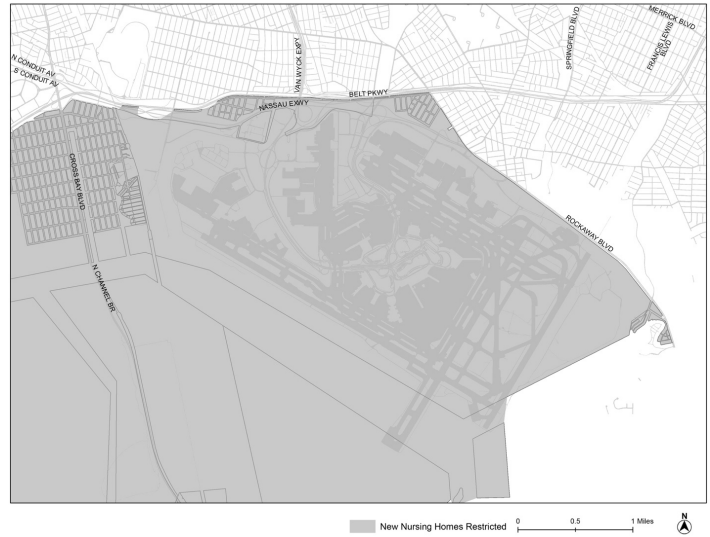 MERRICK BLVD
SPRINGFIELD BLVD
FRANCIS LEWIS
BLVD
N CONDUIT AV
S CONDUIT AV
VAN WYCK EXPY
BELT PKWY
NASSAU EXWY
CROSS BAY BLVD
ROCKAWAY BLVD
N CHANNEL BR
New Nursing Homes Restricted
0 0.5 1 Miles
N